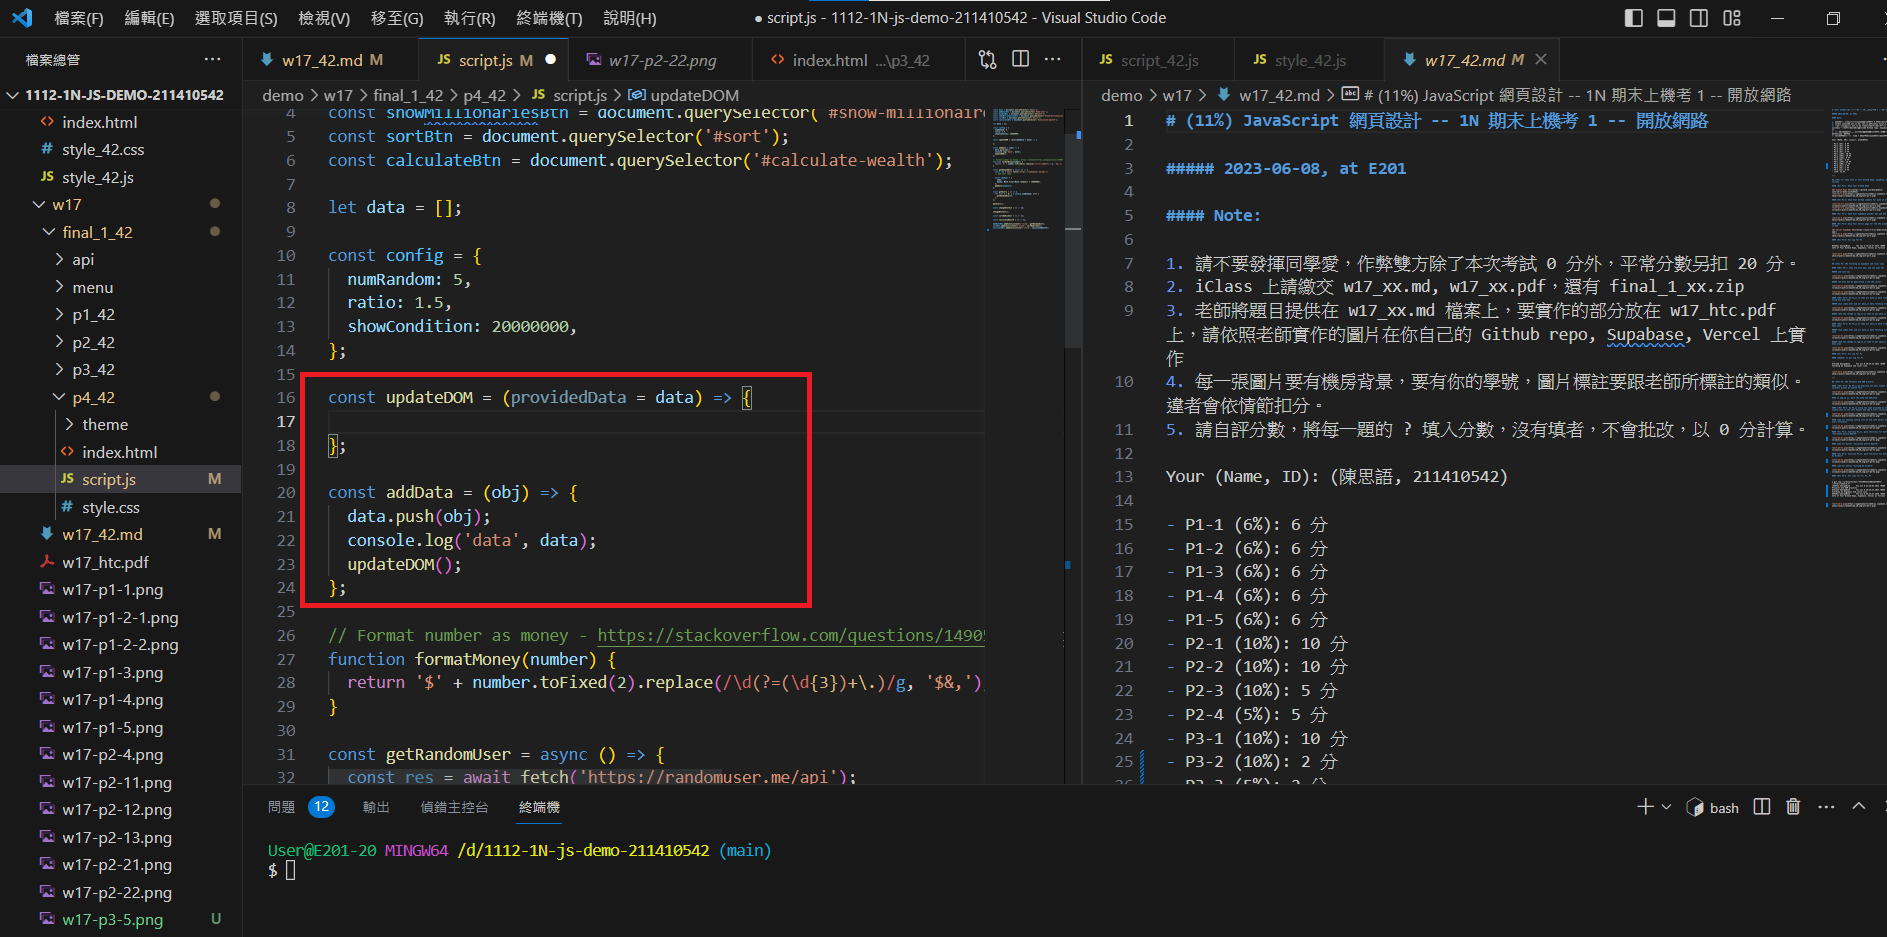 檔案(F) 編輯(E) 選取項目(S) 檢視(V) 移至(G) 執行(R) 終端機(T) 說明(H) ● script.js - 1112-1N-js-demo-211410542 - Visual Studio Code
檔案總管 ···
1112-1N-JS-DEMO-211410542
index.html
style_42.css
style_42.js
w17
final_1_42
api
menu
p1_42
p2_42
p3_42
p4_42
theme
index.html
script.js M
style.css
w17_42.md M
w17_htc.pdf
w17-p1-1.png
w17-p1-2-1.png
w17-p1-2-2.png
w17-p1-3.png
w17-p1-4.png
w17-p1-5.png
w17-p2-4.png
w17-p2-11.png
w17-p2-12.png
w17-p2-13.png
w17-p2-21.png
w17-p2-22.png
w17-p3-5.png U
w17_42.md M JS script.js M ● w17-p2-22.png index.html ...\p3_42
demo > w17 > final_1_42 > p4_42 > JS script.js > updateDOM
4 const showMillionariesBtn = document.querySelector('#show-millionaire
5 const sortBtn = document.querySelector('#sort');
6 const calculateBtn = document.querySelector('#calculate-wealth');
7
8 let data = [];
9
10 const config = {
11 numRandom: 5,
12 ratio: 1.5,
13 showCondition: 20000000,
14 };
15
16 const updateDOM = (providedData = data) => {
17
18 };
19
20 const addData = (obj) => {
21 data.push(obj);
22 console.log('data', data);
23 updateDOM();
24 };
25
26 // Format number as money - https://stackoverflow.com/questions/1490
27 function formatMoney(number) {
28 return '$' + number.toFixed(2).replace(/\d(?=(\d{3})+\.)/g, '$&,')
29 }
30
31 const getRandomUser = async () => {
32 const res = await fetch('https://randomuser.me/api');
JS script_42.js JS style_42.js w17_42.md M
demo > w17 > w17_42.md > # (11%) JavaScript 網頁設計 -- 1N 期末上機考 1 -- 開放網路
1 # (11%) JavaScript 網頁設計 -- 1N 期末上機考 1 -- 開放網路
2
3 ##### 2023-06-08, at E201
4
5 #### Note:
6
7 1. 請不要發揮同學愛，作弊雙方除了本次考試 0 分外，平常分數另扣 20 分。
8 2. iClass 上請繳交 w17_xx.md, w17_xx.pdf，還有 final_1_xx.zip
9 3. 老師將題目提供在 w17_xx.md 檔案上，要實作的部分放在 w17_htc.pdf
上，請依照老師實作的圖片在你自己的 Github repo, Supabase, Vercel 上實
作
10 4. 每一張圖片要有機房背景，要有你的學號，圖片標註要跟老師所標註的類似。
違者會依情節扣分。
11 5. 請自評分數，將每一題的 ? 填入分數，沒有填者，不會批改，以 0 分計算。
12
13 Your (Name, ID): (陳思語, 211410542)
14
15 - P1-1 (6%): 6 分
16 - P1-2 (6%): 6 分
17 - P1-3 (6%): 6 分
18 - P1-4 (6%): 6 分
19 - P1-5 (6%): 6 分
20 - P2-1 (10%): 10 分
21 - P2-2 (10%): 10 分
22 - P2-3 (10%): 5 分
23 - P2-4 (5%): 5 分
24 - P3-1 (10%): 10 分
25 - P3-2 (10%): 2 分
問題 12 輸出 偵錯主控台 終端機 bash
User@E201-20 MINGW64 /d/1112-1N-js-demo-211410542 (main)
$